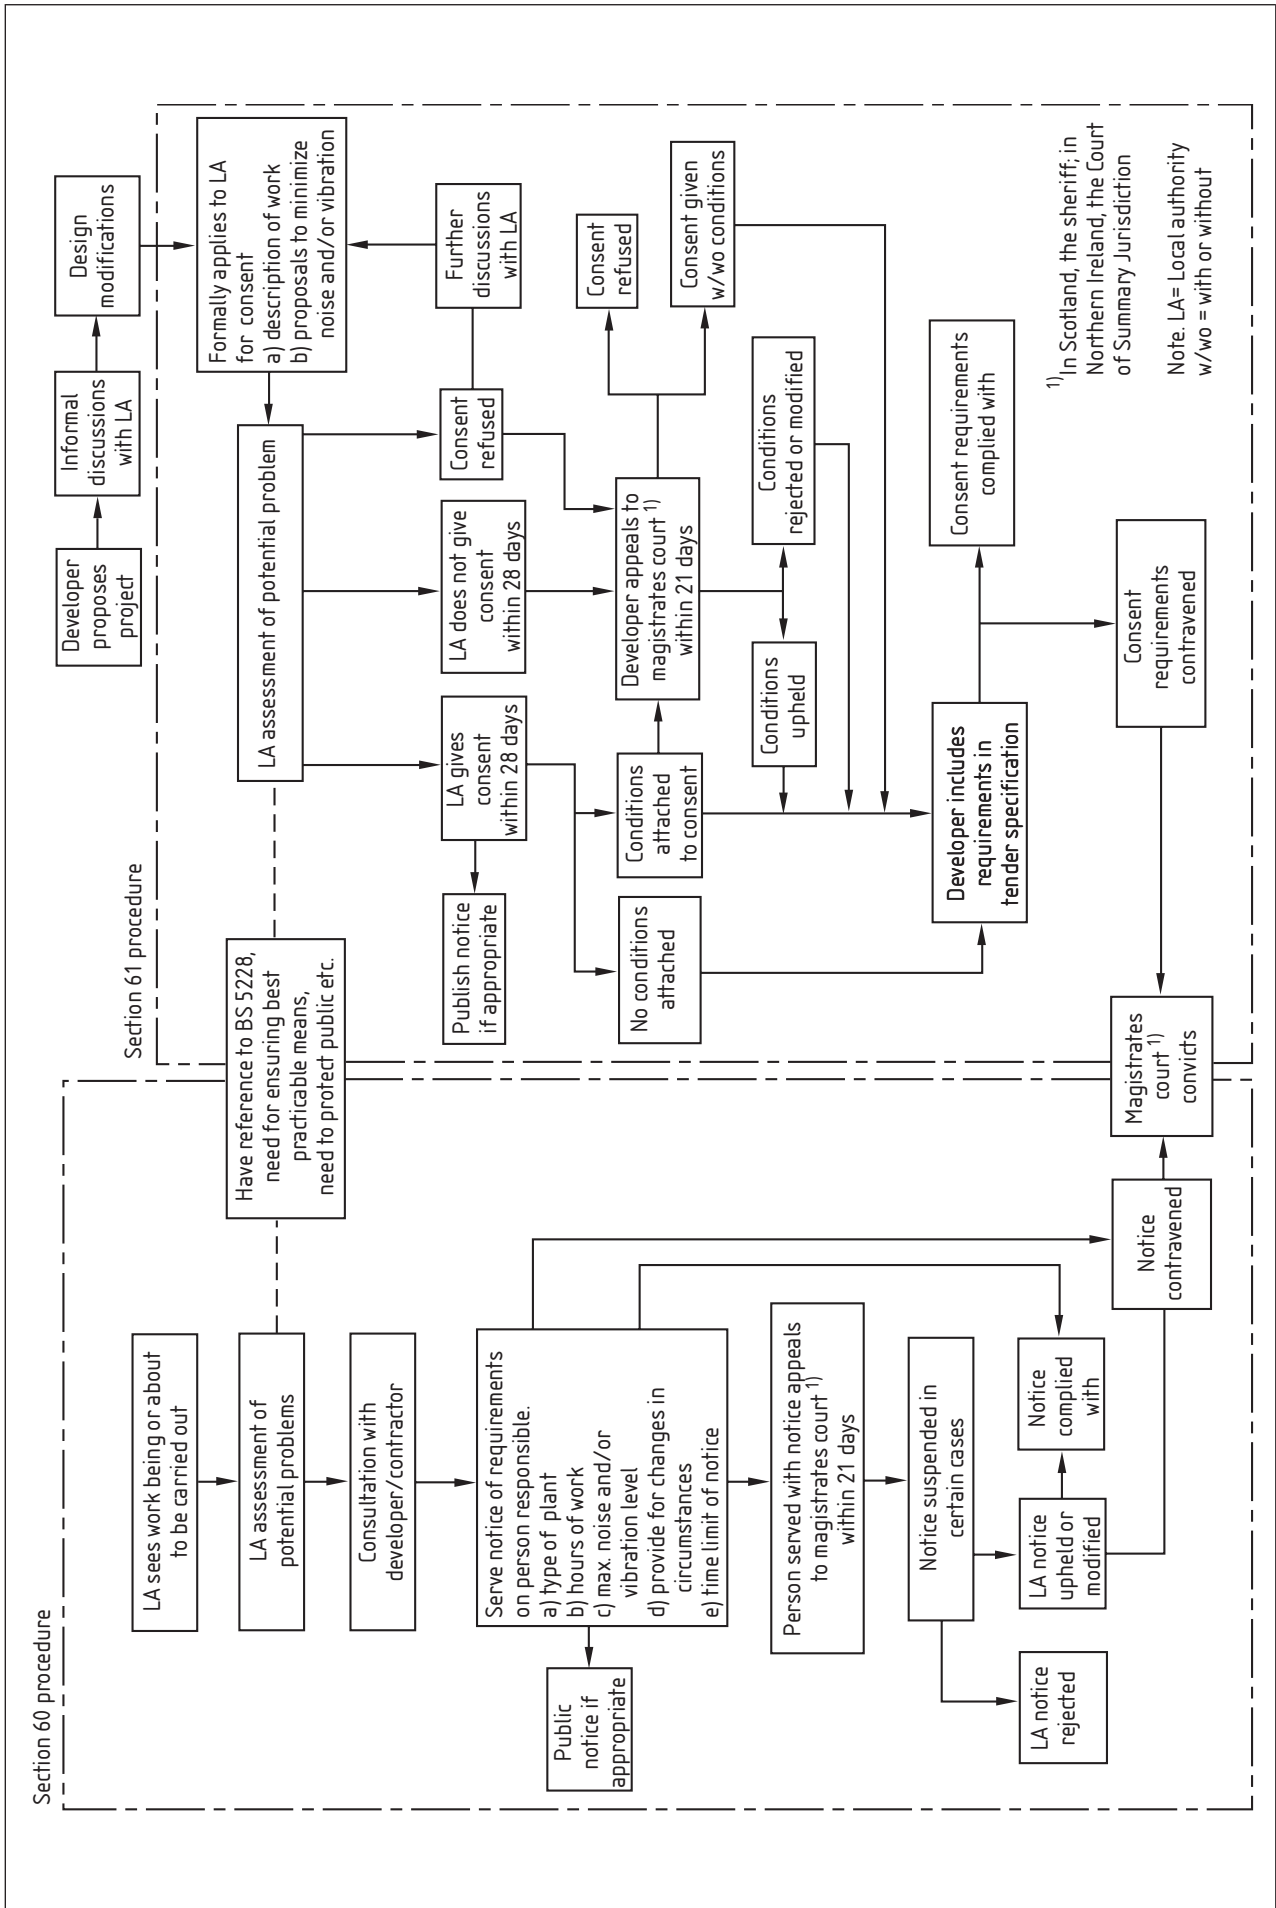 Section 60 procedure
LA sees work being or about
to be carried out
LA assessment of
potential problems
Consultation with
developer/contractor
Serve notice of requirements
on person responsible.
a) type of plant
b) hours of work
c) max. noise and/or
vibration level
d) provide for changes in
circumstances
e) time limit of notice
Public
notice if
appropriate
Person served with notice appeals
to magistrates court 1)
within 21 days
Notice suspended in
certain cases
LA notice
rejected
LA notice
upheld or
modified
Notice
complied
with
Notice
contravened
Have reference to BS 5228,
need for ensuring best
practicable means,
need to protect public etc.
Magistrates
court 1)
convicts
Section 61 procedure
Developer
proposes
project
Informal
discussions
with LA
Design
modifications
Formally applies to LA
for consent
a) description of work
b) proposals to minimize
noise and/or vibration
LA assessment of potential problem
LA gives
consent
within 28 days
LA does not give
consent
within 28 days
Consent
refused
Further
discussions
with LA
Publish notice
if appropriate
No conditions
attached
Conditions
attached
to consent
Developer appeals to
magistrates court 1)
within 21 days
Consent
refused
Consent given
w/wo conditions
Conditions
upheld
Conditions
rejected or modified
Developer includes
requirements in
tender specification
Consent requirements
complied with
Consent
requirements
contravened
1) In Scotland, the sheriff; in
Northern Ireland, the Court
of Summary Jurisdiction
Note. LA= Local authority
w/wo = with or without